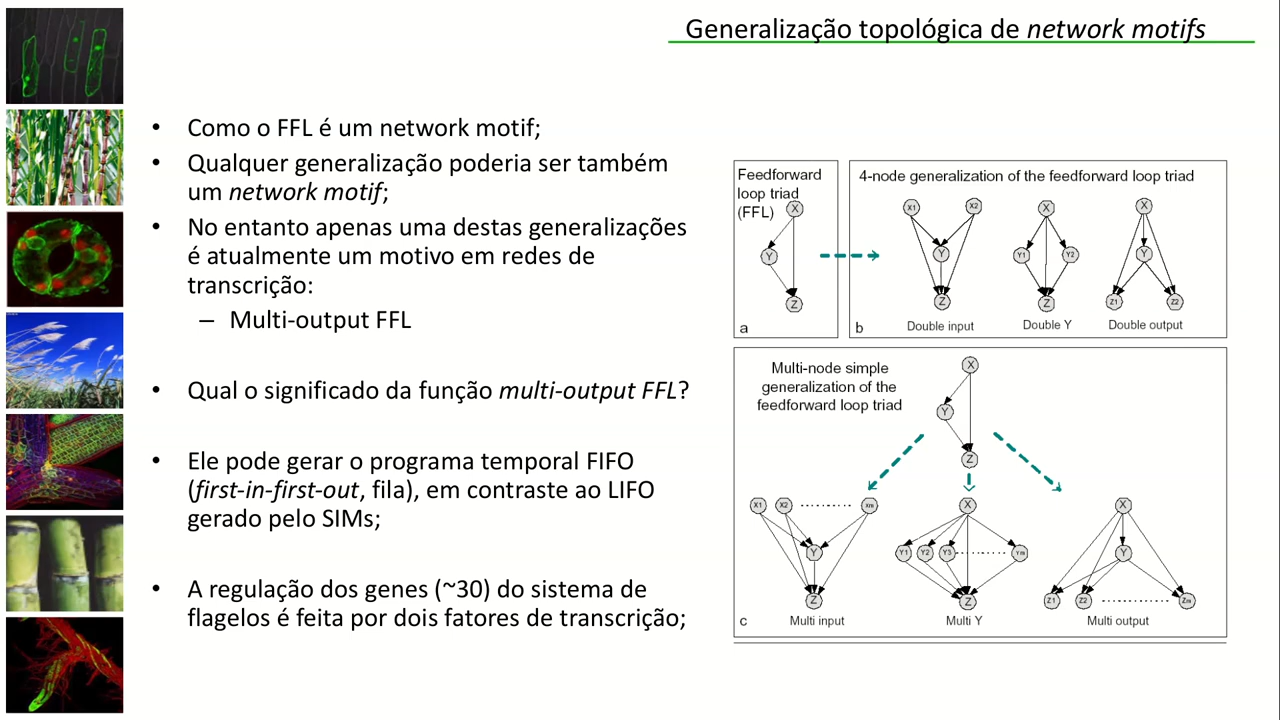 Generalização topológica de network motifs
• Como o FFL é um network motif;
• Qualquer generalização poderia ser também
um network motif;
• No entanto apenas uma destas generalizações
é atualmente um motivo em redes de
transcrição:
– Multi-output FFL
• Qual o significado da função multi-output FFL?
• Ele pode gerar o programa temporal FIFO
(first-in-first-out, fila), em contraste ao LIFO
gerado pelo SIMs;
• A regulação dos genes (~30) do sistema de
flagelos é feita por dois fatores de transcrição;
Feedforward
loop triad
(FFL)
X
Y
Z
a
4-node generalization of the feedforward loop triad
X1 X2 X X
Y Y1 Y2 Y
Z Z Z1 Z2
b Double input Double Y Double output
Multi-node simple
generalization of the
feedforward loop triad
X
Y
Z
X1 X2 Xm X X
Y Y1 Y2 Y3 Ym Y
Z Z Z1 Z2 Zm
c Multi input Multi Y Multi output